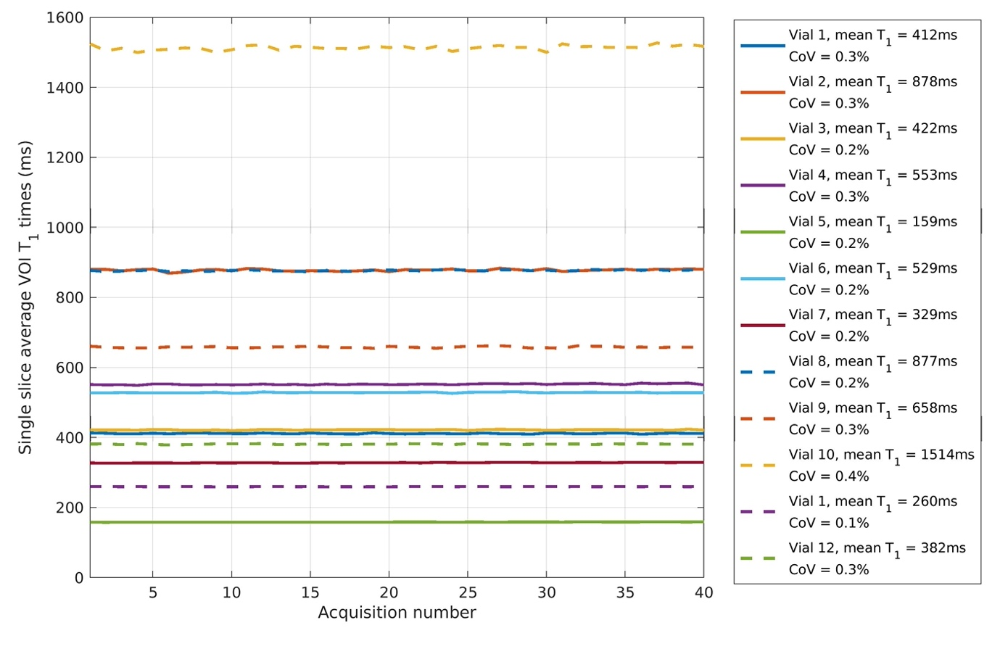 1600
1400
1200
1000
800
600
400
200
0
5 10 15 20 25 30 35 40
Acquisition number
Single slice average VOI T1 times (ms)
Vial 1, mean T1 = 412ms
CoV = 0.3%
Vial 2, mean T1 = 878ms
CoV = 0.3%
Vial 3, mean T1 = 422ms
CoV = 0.2%
Vial 4, mean T1 = 553ms
CoV = 0.3%
Vial 5, mean T1 = 159ms
CoV = 0.2%
Vial 6, mean T1 = 529ms
CoV = 0.2%
Vial 7, mean T1 = 329ms
CoV = 0.2%
Vial 8, mean T1 = 877ms
CoV = 0.2%
Vial 9, mean T1 = 658ms
CoV = 0.3%
Vial 10, mean T1 = 1514ms
CoV = 0.4%
Vial 1, mean T1 = 260ms
CoV = 0.1%
Vial 12, mean T1 = 382ms
CoV = 0.3%